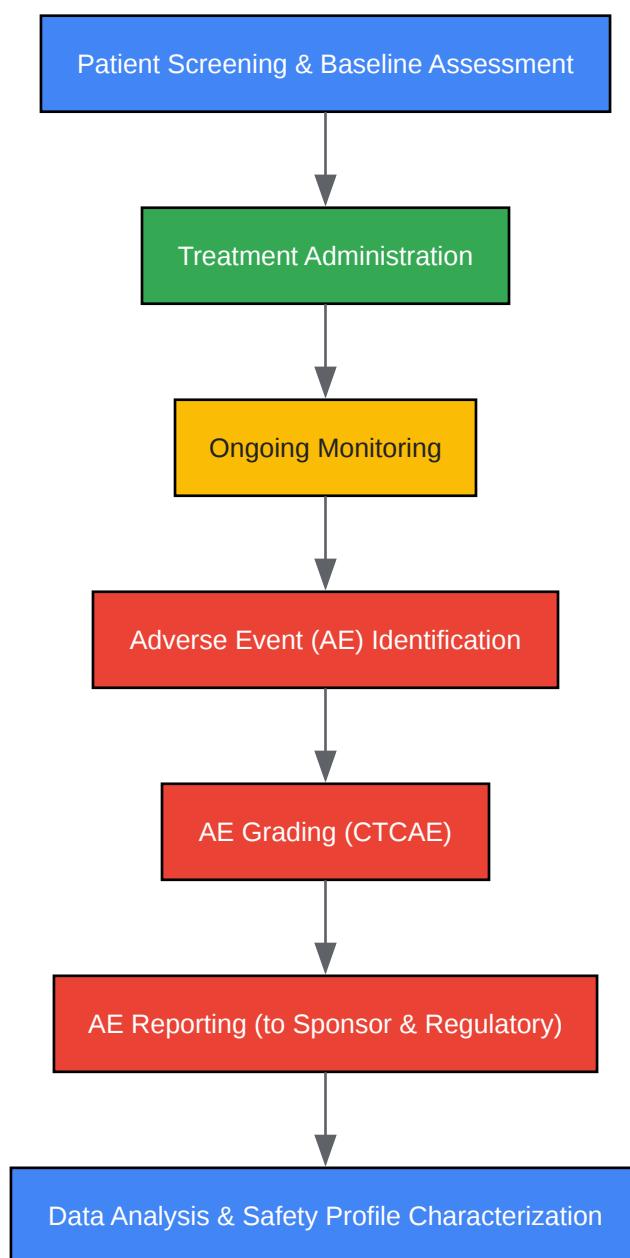 Patient Screening & Baseline Assessment
Treatment Administration
Ongoing Monitoring
Adverse Event (AE) Identification
AE Grading (CTCAE)
AE Reporting (to Sponsor & Regulatory)
Data Analysis & Safety Profile Characterization